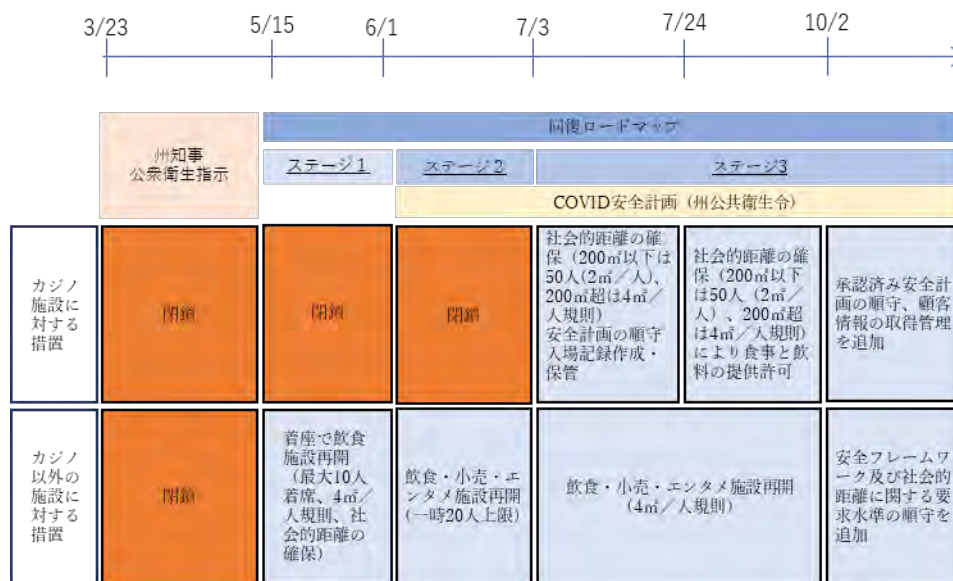 3/23
5/15
6/1
7/3
7/24
10/2
州知事
公衆衛生指示
回復ロードマップ
ステージ1
ステージ2
ステージ3
COVID安全計画（州公共衛生令）
カジノ
施設に
対する
措置
閉鎖
閉鎖
閉鎖
社会的距離の確
保（200㎡以下は
50人(2㎡／人)、
200㎡超は4㎡／
人規則）
安全計画の順守
入場記録作成・
保管
社会的距離の確
保（200㎡以下
は50人（2㎡／
人）、200㎡超
は4㎡／人規則）
により食事と飲
料の提供許可
承認済み安全計
画の順守、顧客
情報の取得管理
を追加
カジノ
以外の
施設に
対する
措置
閉鎖
着座で飲食
施設再開
（最大10人
着席、4㎡／
人規則、社
会的距離の
確保）
飲食・小売・エ
ンタメ施設再開
(一時20人上限)
飲食・小売・エンタメ施設再開
(4㎡／人規則)
安全フレームワ
ーク及び社会的
距離に関する要
求水準の順守を
追加